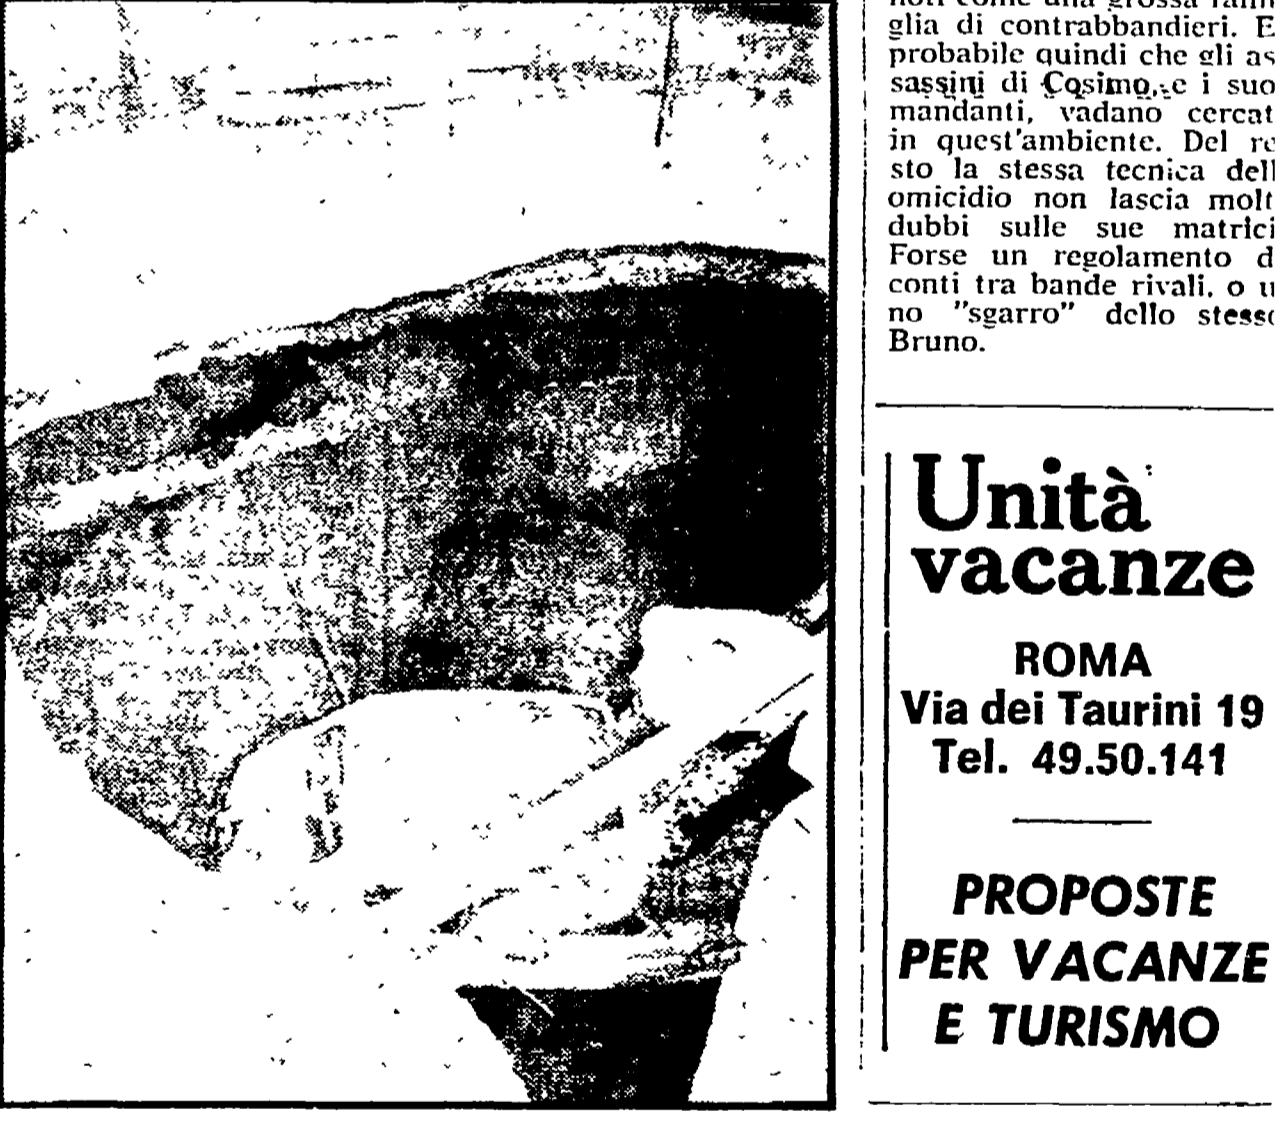 glia di contrabbandieri. E
probabile quindi che gli as
sassini di Cosimo, e i suo
mandanti, vadano cercat
in quest'ambiente. Del re
sto la stessa tecnica dell
omicidio non lascia molt
dubbi sulle sue matrici
Forse un regolamento d
conti tra bande rivali, o u
no "sgarro" dello stesso
Bruno.
Unità
vacanze
ROMA
Via dei Taurini 19
Tel. 49.50.141
PROPOSTE
PER VACANZE
E TURISMO